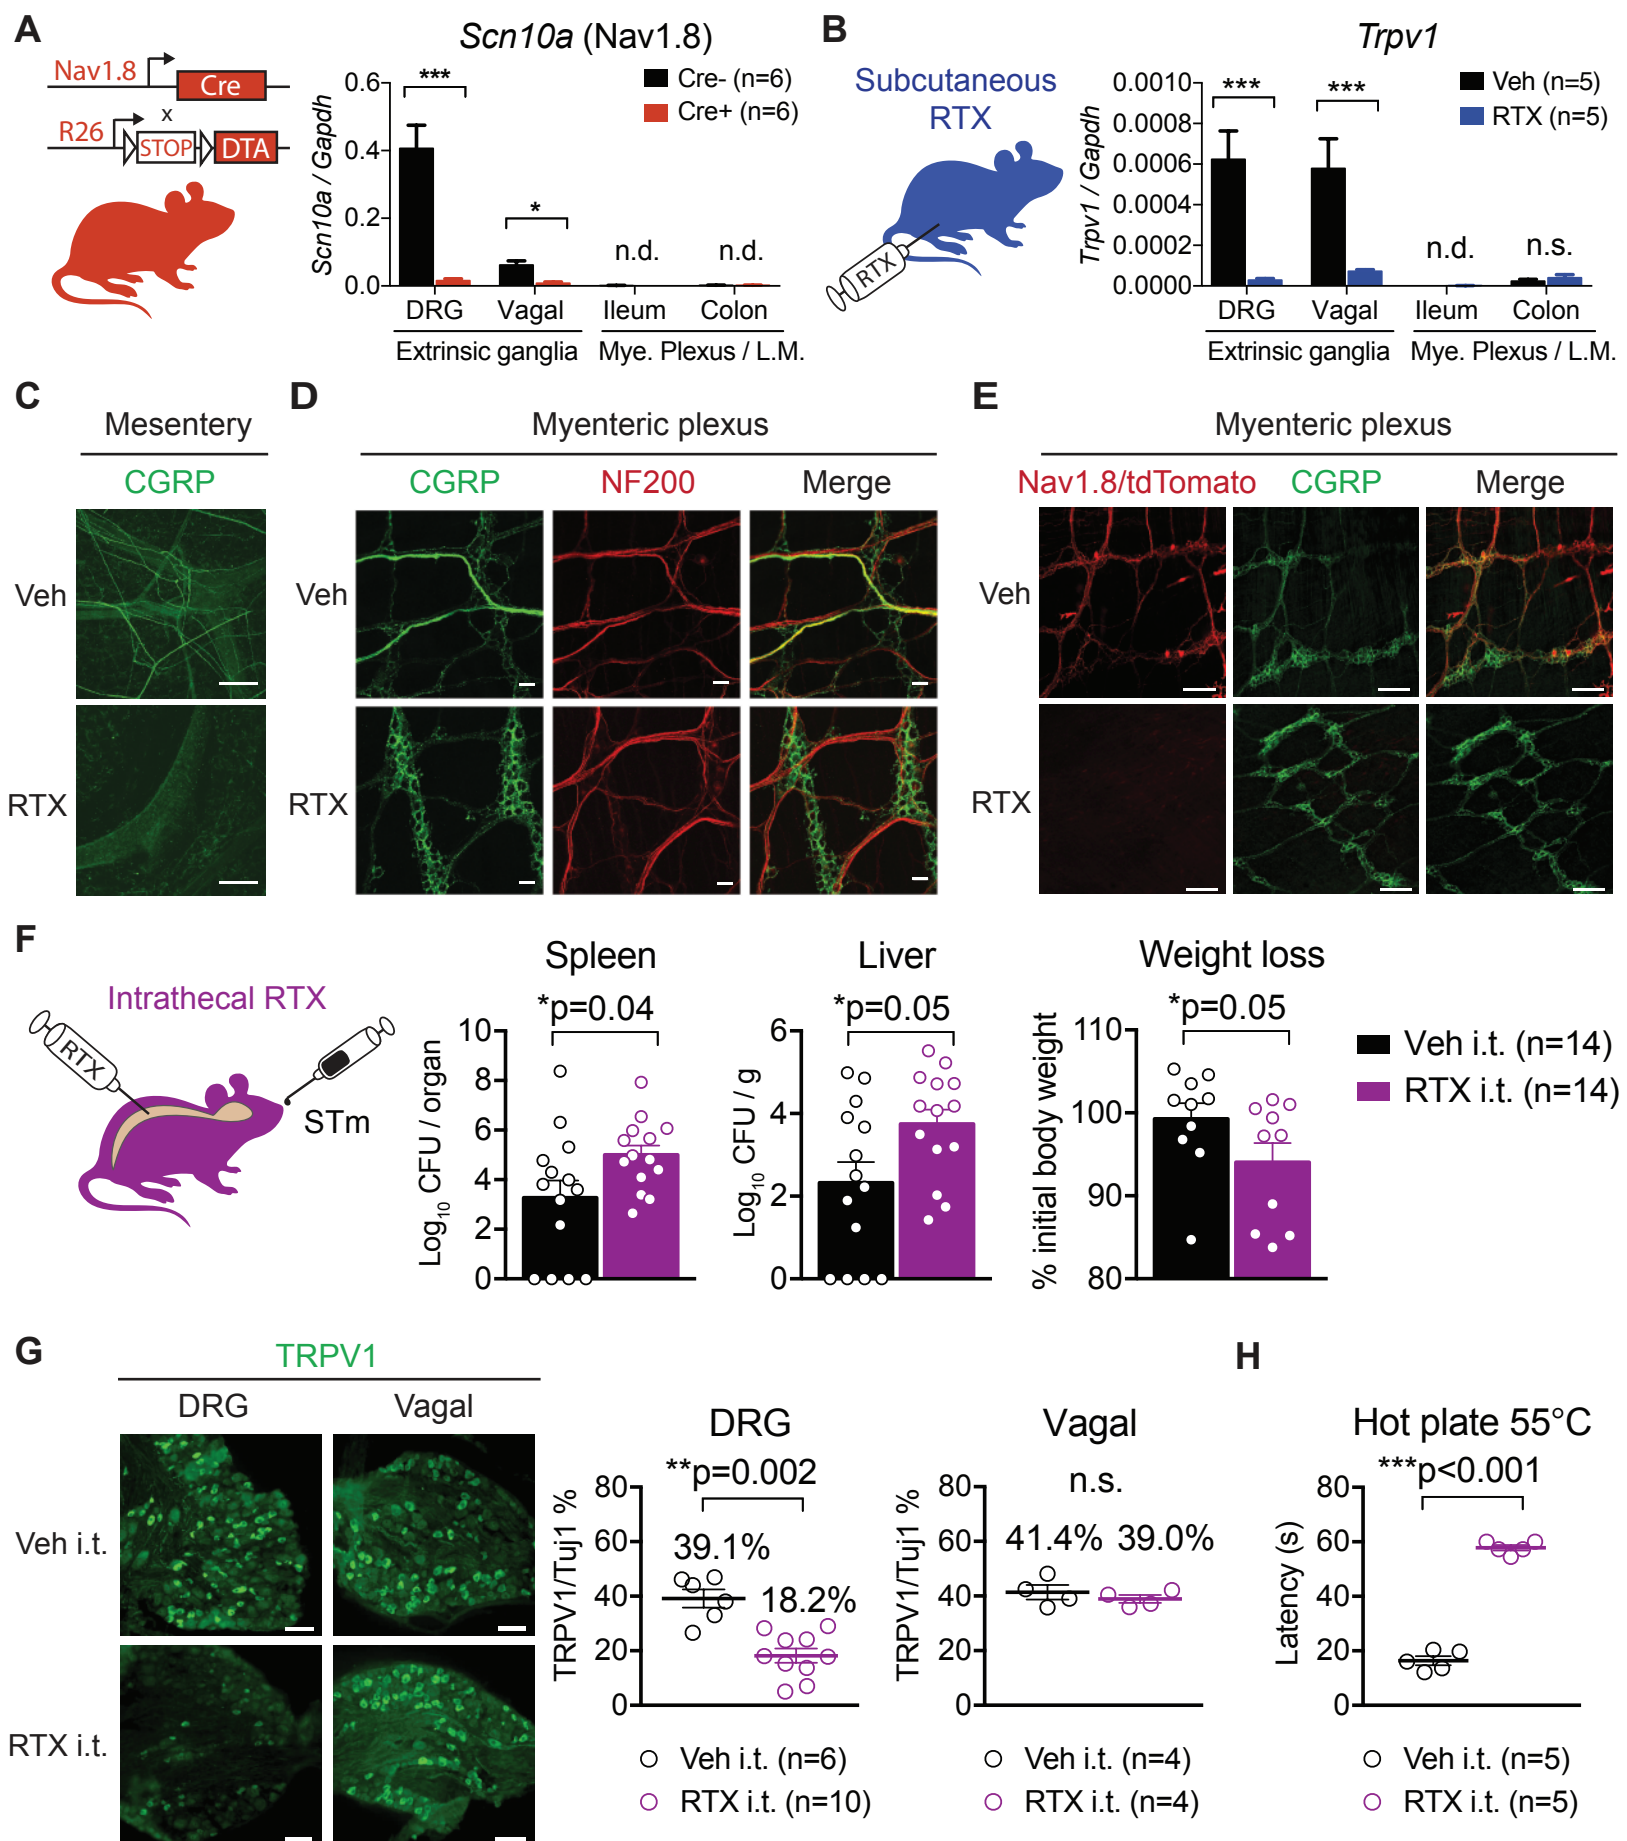 A
Nav1.8
Cre
x
R26
STOP
DTA
Scn10a (Nav1.8)
Cre- (n=6)
Cre+ (n=6)
Scn10a / Gapdh
0.6
0.4
0.2
0.0
***
*
n.d.
n.d.
DRG
Vagal
Ileum
Colon
Extrinsic ganglia
Mye. Plexus / L.M.
B
Subcutaneous
RTX
RTX
Trpv1
Veh (n=5)
RTX (n=5)
Trpv1 / Gapdh
0.0010
0.0008
0.0006
0.0004
0.0002
0.0000
***
***
n.d.
n.s.
DRG
Vagal
Ileum
Colon
Extrinsic ganglia
Mye. Plexus / L.M.
C
Mesentery
CGRP
Veh
RTX
D
Myenteric plexus
CGRP
NF200
Merge
Veh
RTX
E
Myenteric plexus
Nav1.8/tdTomato
CGRP
Merge
Veh
RTX
F
Intrathecal RTX
RTX
STm
Spleen
*p=0.04
Log10 CFU / organ
10
8
6
4
2
0
Liver
*p=0.05
Log10 CFU / g
6
4
2
0
Weight loss
*p=0.05
% initial body weight
110
100
90
80
Veh i.t. (n=14)
RTX i.t. (n=14)
G
TRPV1
DRG
Vagal
Veh i.t.
RTX i.t.
DRG
**p=0.002
TRPV1/Tuj1 %
80
60
40
20
0
39.1%
18.2%
Veh i.t. (n=6)
RTX i.t. (n=10)
Vagal
n.s.
TRPV1/Tuj1 %
80
60
40
20
0
41.4%
39.0%
Veh i.t. (n=4)
RTX i.t. (n=4)
H
Hot plate 55°C
***p<0.001
Latency (s)
80
60
40
20
0
Veh i.t. (n=5)
RTX i.t. (n=5)